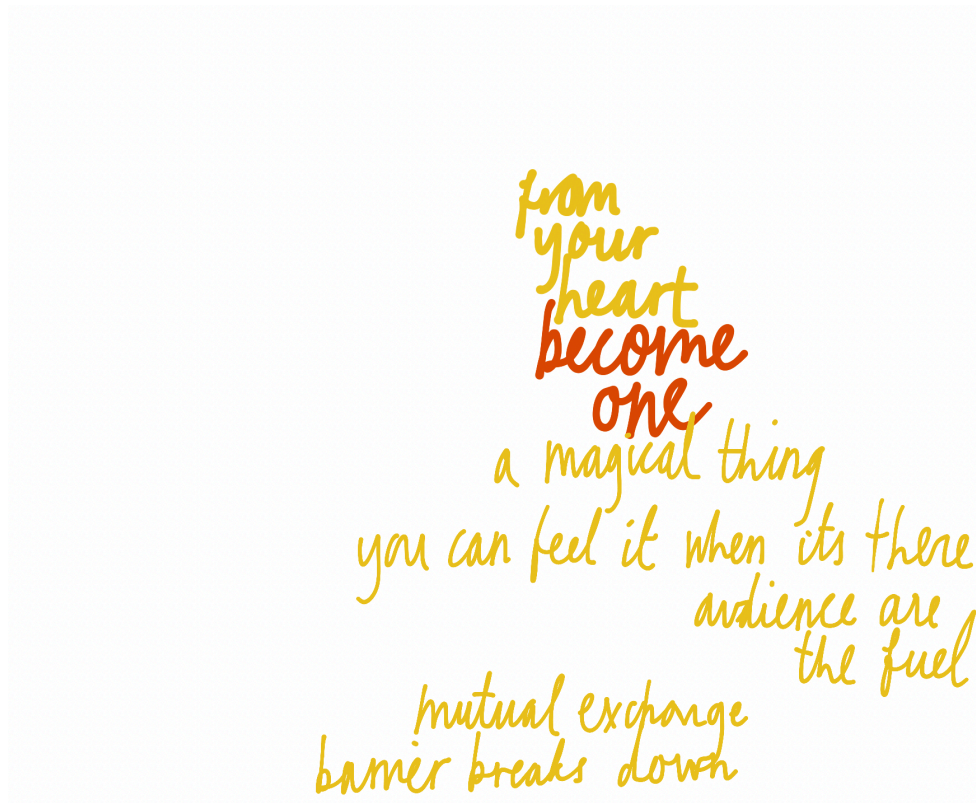 from
your
heart
become
one
a magical thing
you can feel it when its there
audience are
the fuel
mutual exchange
barrier breaks down